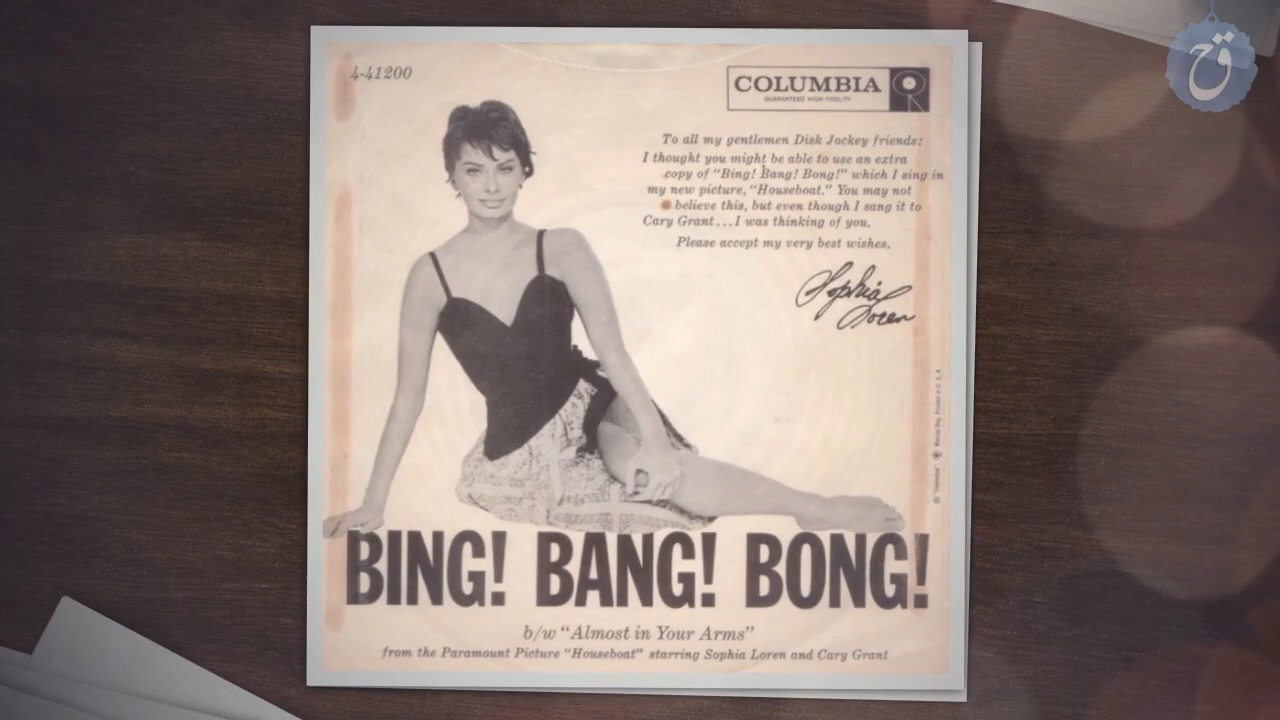 4-41200
COLUMBIA
GUARANTEED HIGH FIDELITY
To all my gentlemen Disk Jockey friends:
I thought you might be able to use an extra
copy of "Bing! Bang! Bong!" which I sing in
my new picture, "Houseboat." You may not
believe this, but even though I sang it to
Cary Grant...I was thinking of you.
Please accept my very best wishes,
Sophia
Loren
BING! BANG! BONG!
b/w "Almost in Your Arms"
from the Paramount Picture "Houseboat" starring Sophia Loren and Cary Grant